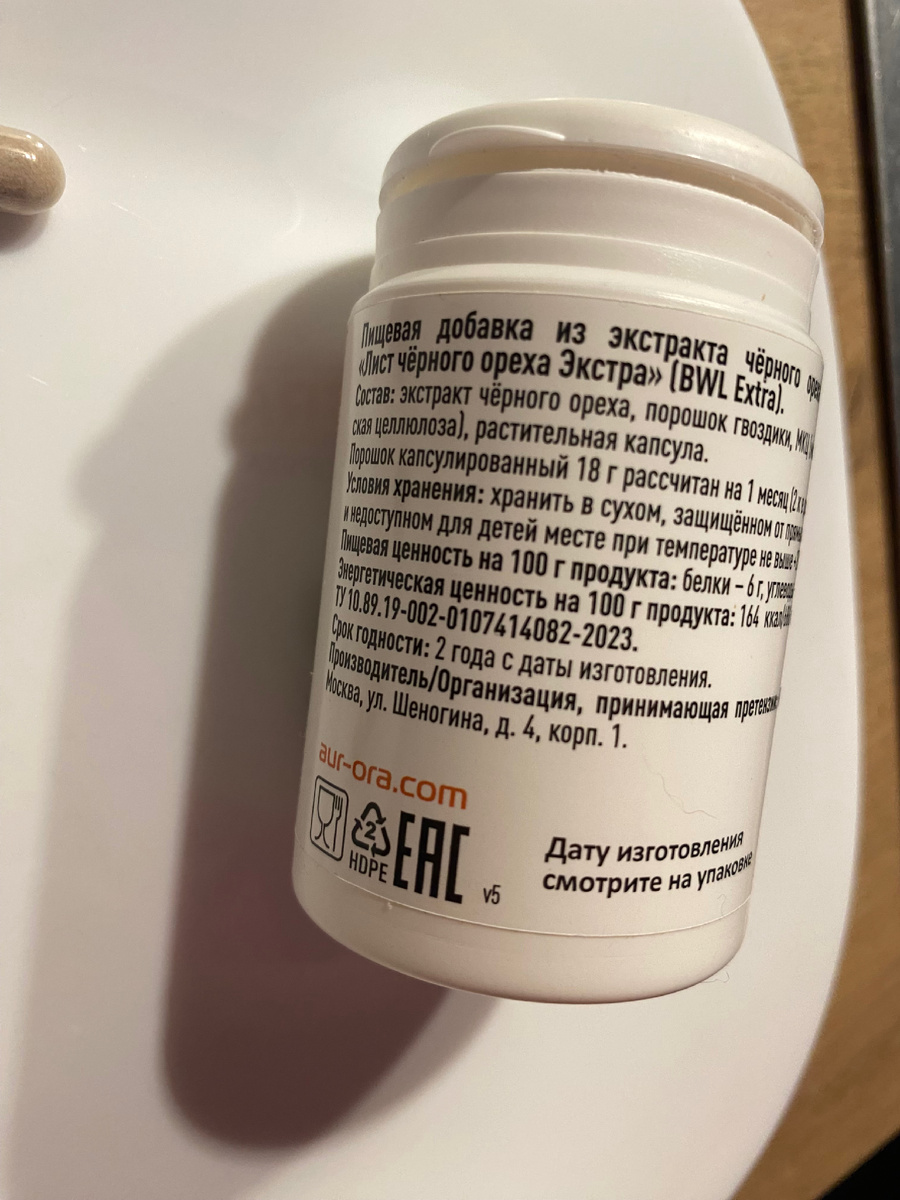 Пищевая добавка из экстракта чёрного
«Лист чёрного ореха Экстра» (BWL Extra).
Состав: экстракт чёрного ореха, порошок гвоздики, МКЦ
ская целлюлоза), растительная капсула.
Порошок капсулированный 18 г рассчитан на 1 месяц (2
Условия хранения: хранить в сухом, защищённом от
и недоступном для детей месте при температуре не выше
Пищевая ценность на 100 г продукта: белки – 6 г, углеводы
Энергетическая ценность на 100 г продукта: 164 ккал/
ТУ 10.89.19-002-0107414082-2023.
Срок годности: 2 года с даты изготовления.
Производитель/Организация, принимающая
Москва, ул. Шеногина, д. 4, корп. 1.
aur-ora.com
2
HDPE
EAC
v5
Дату изготовления
смотрите на упаковке